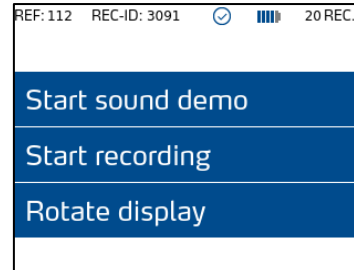 REF: 112 REC-ID: 3091 20 REC.
Start sound demo
Start recording
Rotate display